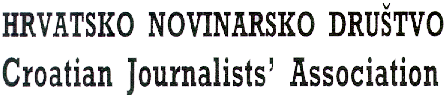 HRVATSKO NOVINARSKO DRUŠTVO
Croatian Journalists' Association